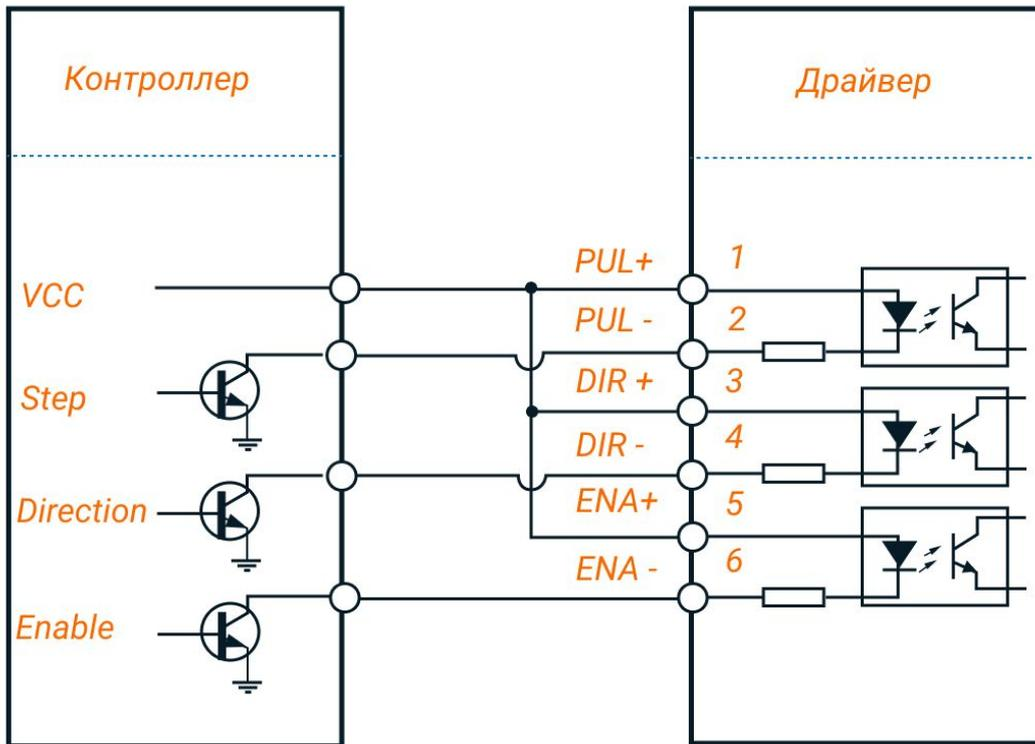 Контроллер
Драйвер
VCC
Step
Direction
Enable
PUL+
PUL -
DIR +
DIR -
ENA+
ENA -
1
2
3
4
5
6